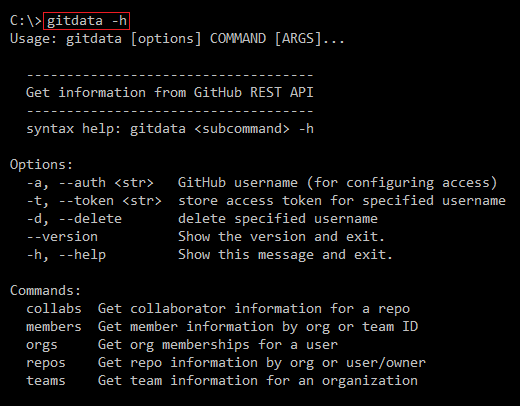 C:\>gitdata -h
Usage: gitdata [options] COMMAND [ARGS]...
------------------------------------
Get information from GitHub REST API
------------------------------------
syntax help: gitdata <subcommand> -h
Options:
-a, --auth <str>   GitHub username (for configuring access)
-t, --token <str>  store access token for specified username
-d, --delete       delete specified username
--version          Show the version and exit.
-h, --help         Show this message and exit.
Commands:
collabs  Get collaborator information for a repo
members  Get member information by org or team ID
orgs     Get org memberships for a user
repos    Get repo information by org or user/owner
teams    Get team information for an organization